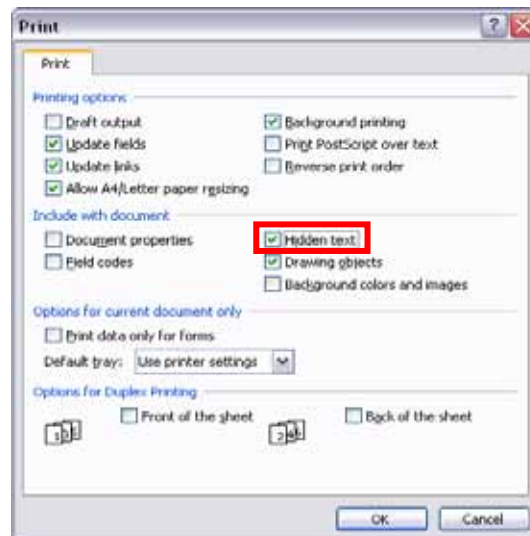 Print
Print
Printing options
Draft output
Background printing
Update fields
Print PostScript over text
Update links
Reverse print order
Allow A4/Letter paper resizing
Include with document
Document properties
Hidden text
Field codes
Drawing objects
Background colors and images
Options for current document only
Print data only for forms
Default tray: Use printer settings
Options for Duplex Printing
Front of the sheet
Back of the sheet
OK Cancel